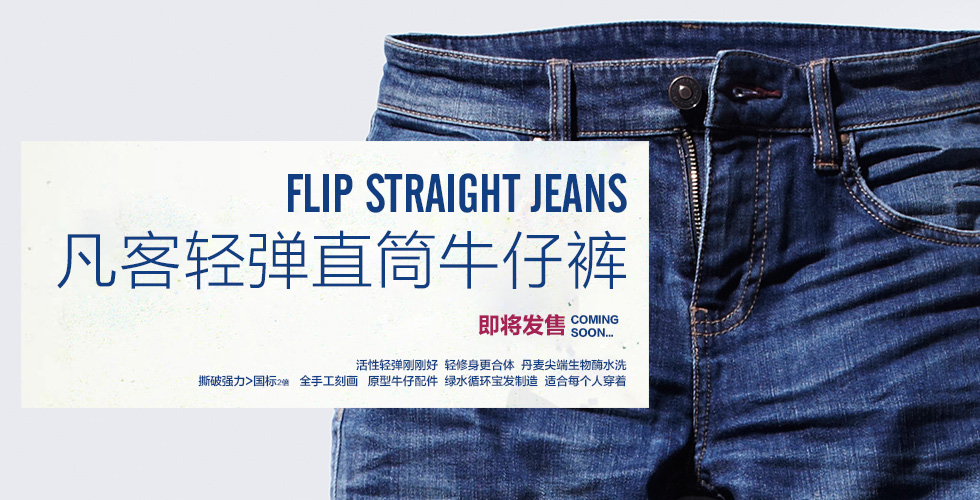 FLIP STRAIGHT JEANS
凡客轻弹直筒牛仔裤
即将发售 COMING SOON...
活性轻弹刚刚好 轻修身更合体 丹麦尖端生物酶水洗
撕破强力>国标2倍 全手工刻画 原型牛仔配件 绿水循环宝发制造 适合每个人穿着